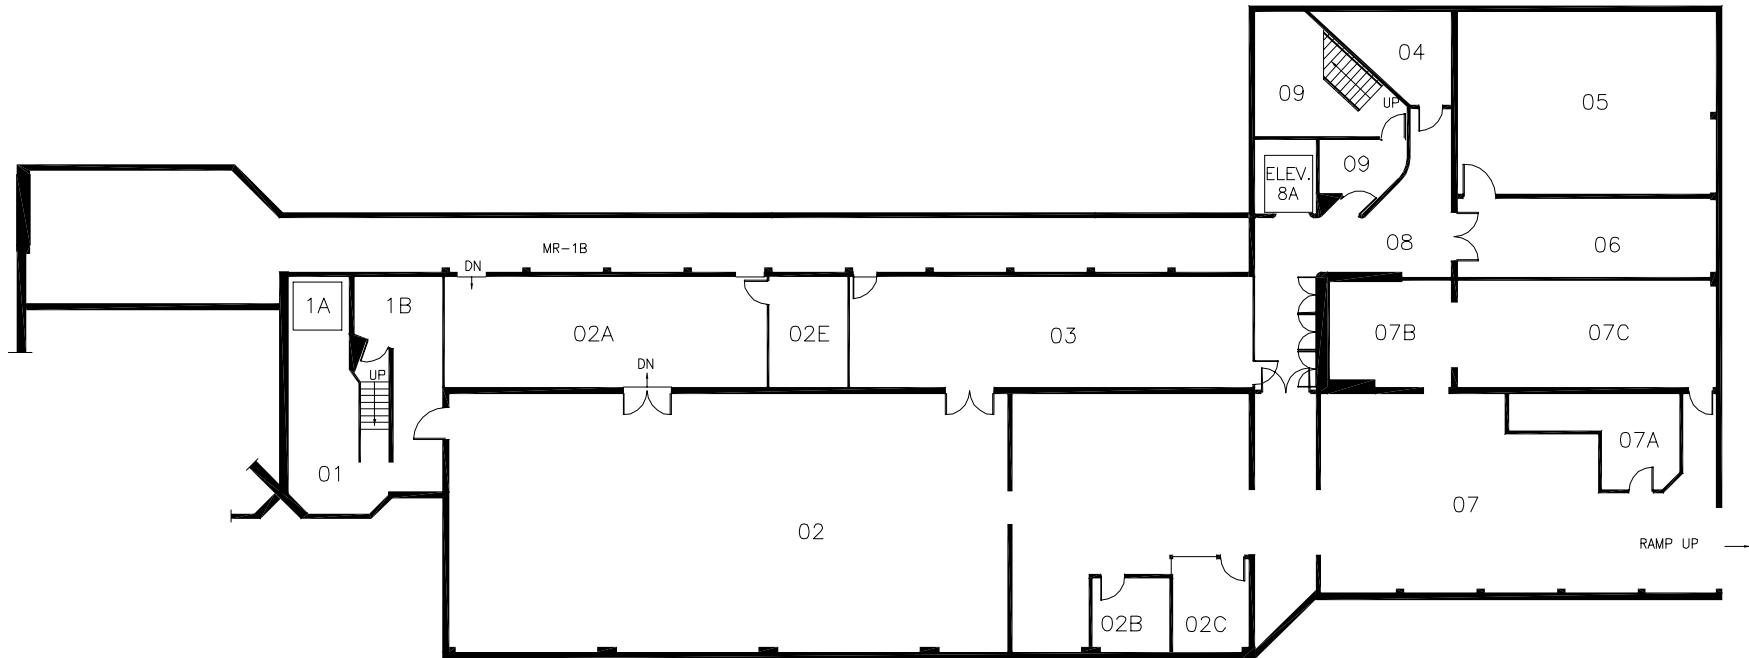 04
09
05
UP
09
ELEV.
8A
08
06
MR-1B
DN
1A
1B
02A
02E
03
07B
07C
DN
UP
07A
01
07
02
RAMP UP
02B
02C